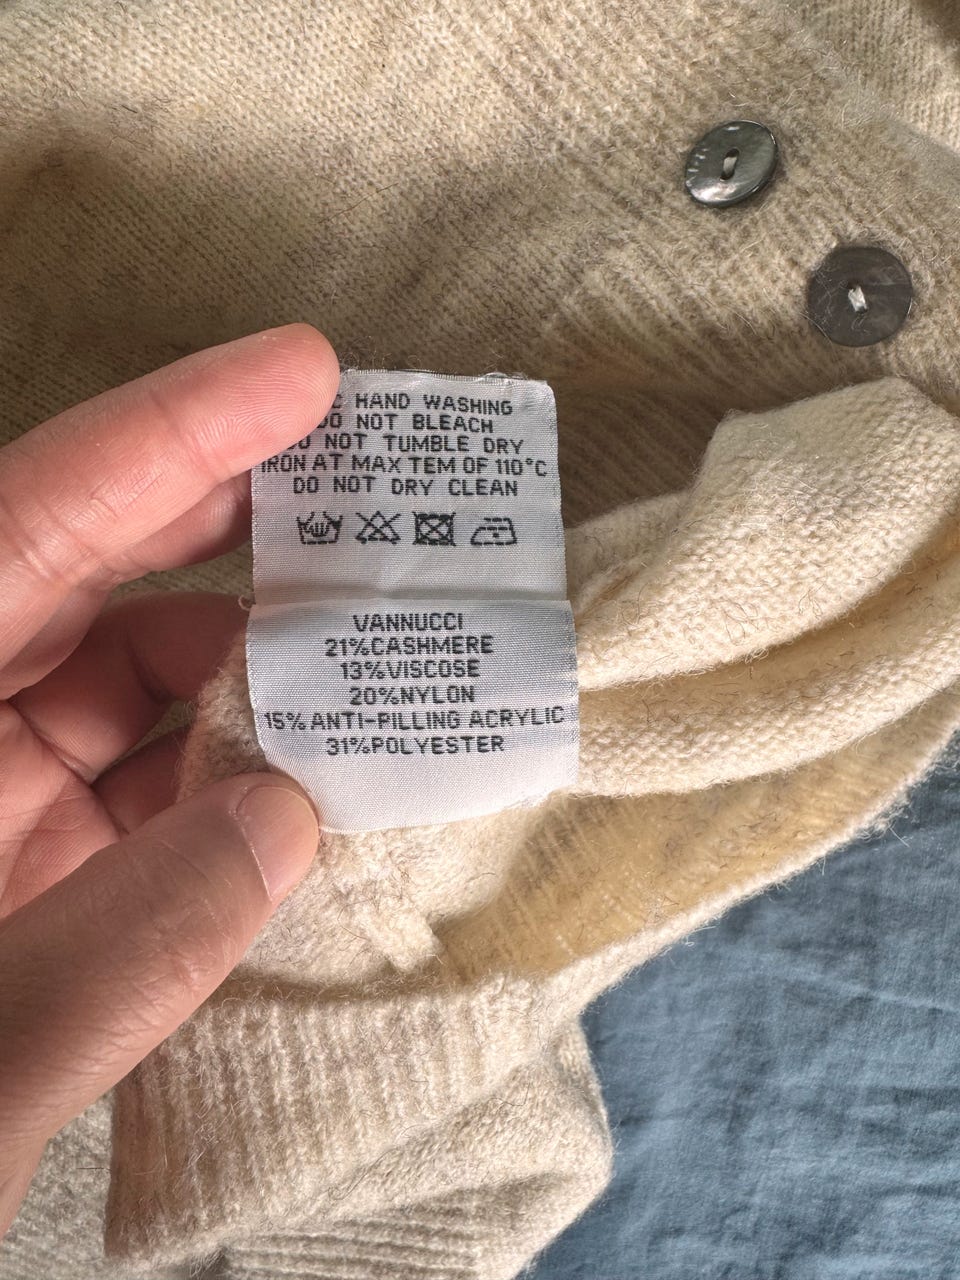 C HAND WASHING
DO NOT BLEACH
DO NOT TUMBLE DRY
IRON AT MAX TEM OF 110°C
DO NOT DRY CLEAN
VANNUCCI
21%CASHMERE
13%VISCOSE
20%NYLON
15%ANTI-PILLING ACRYLIC
31%POLYESTER